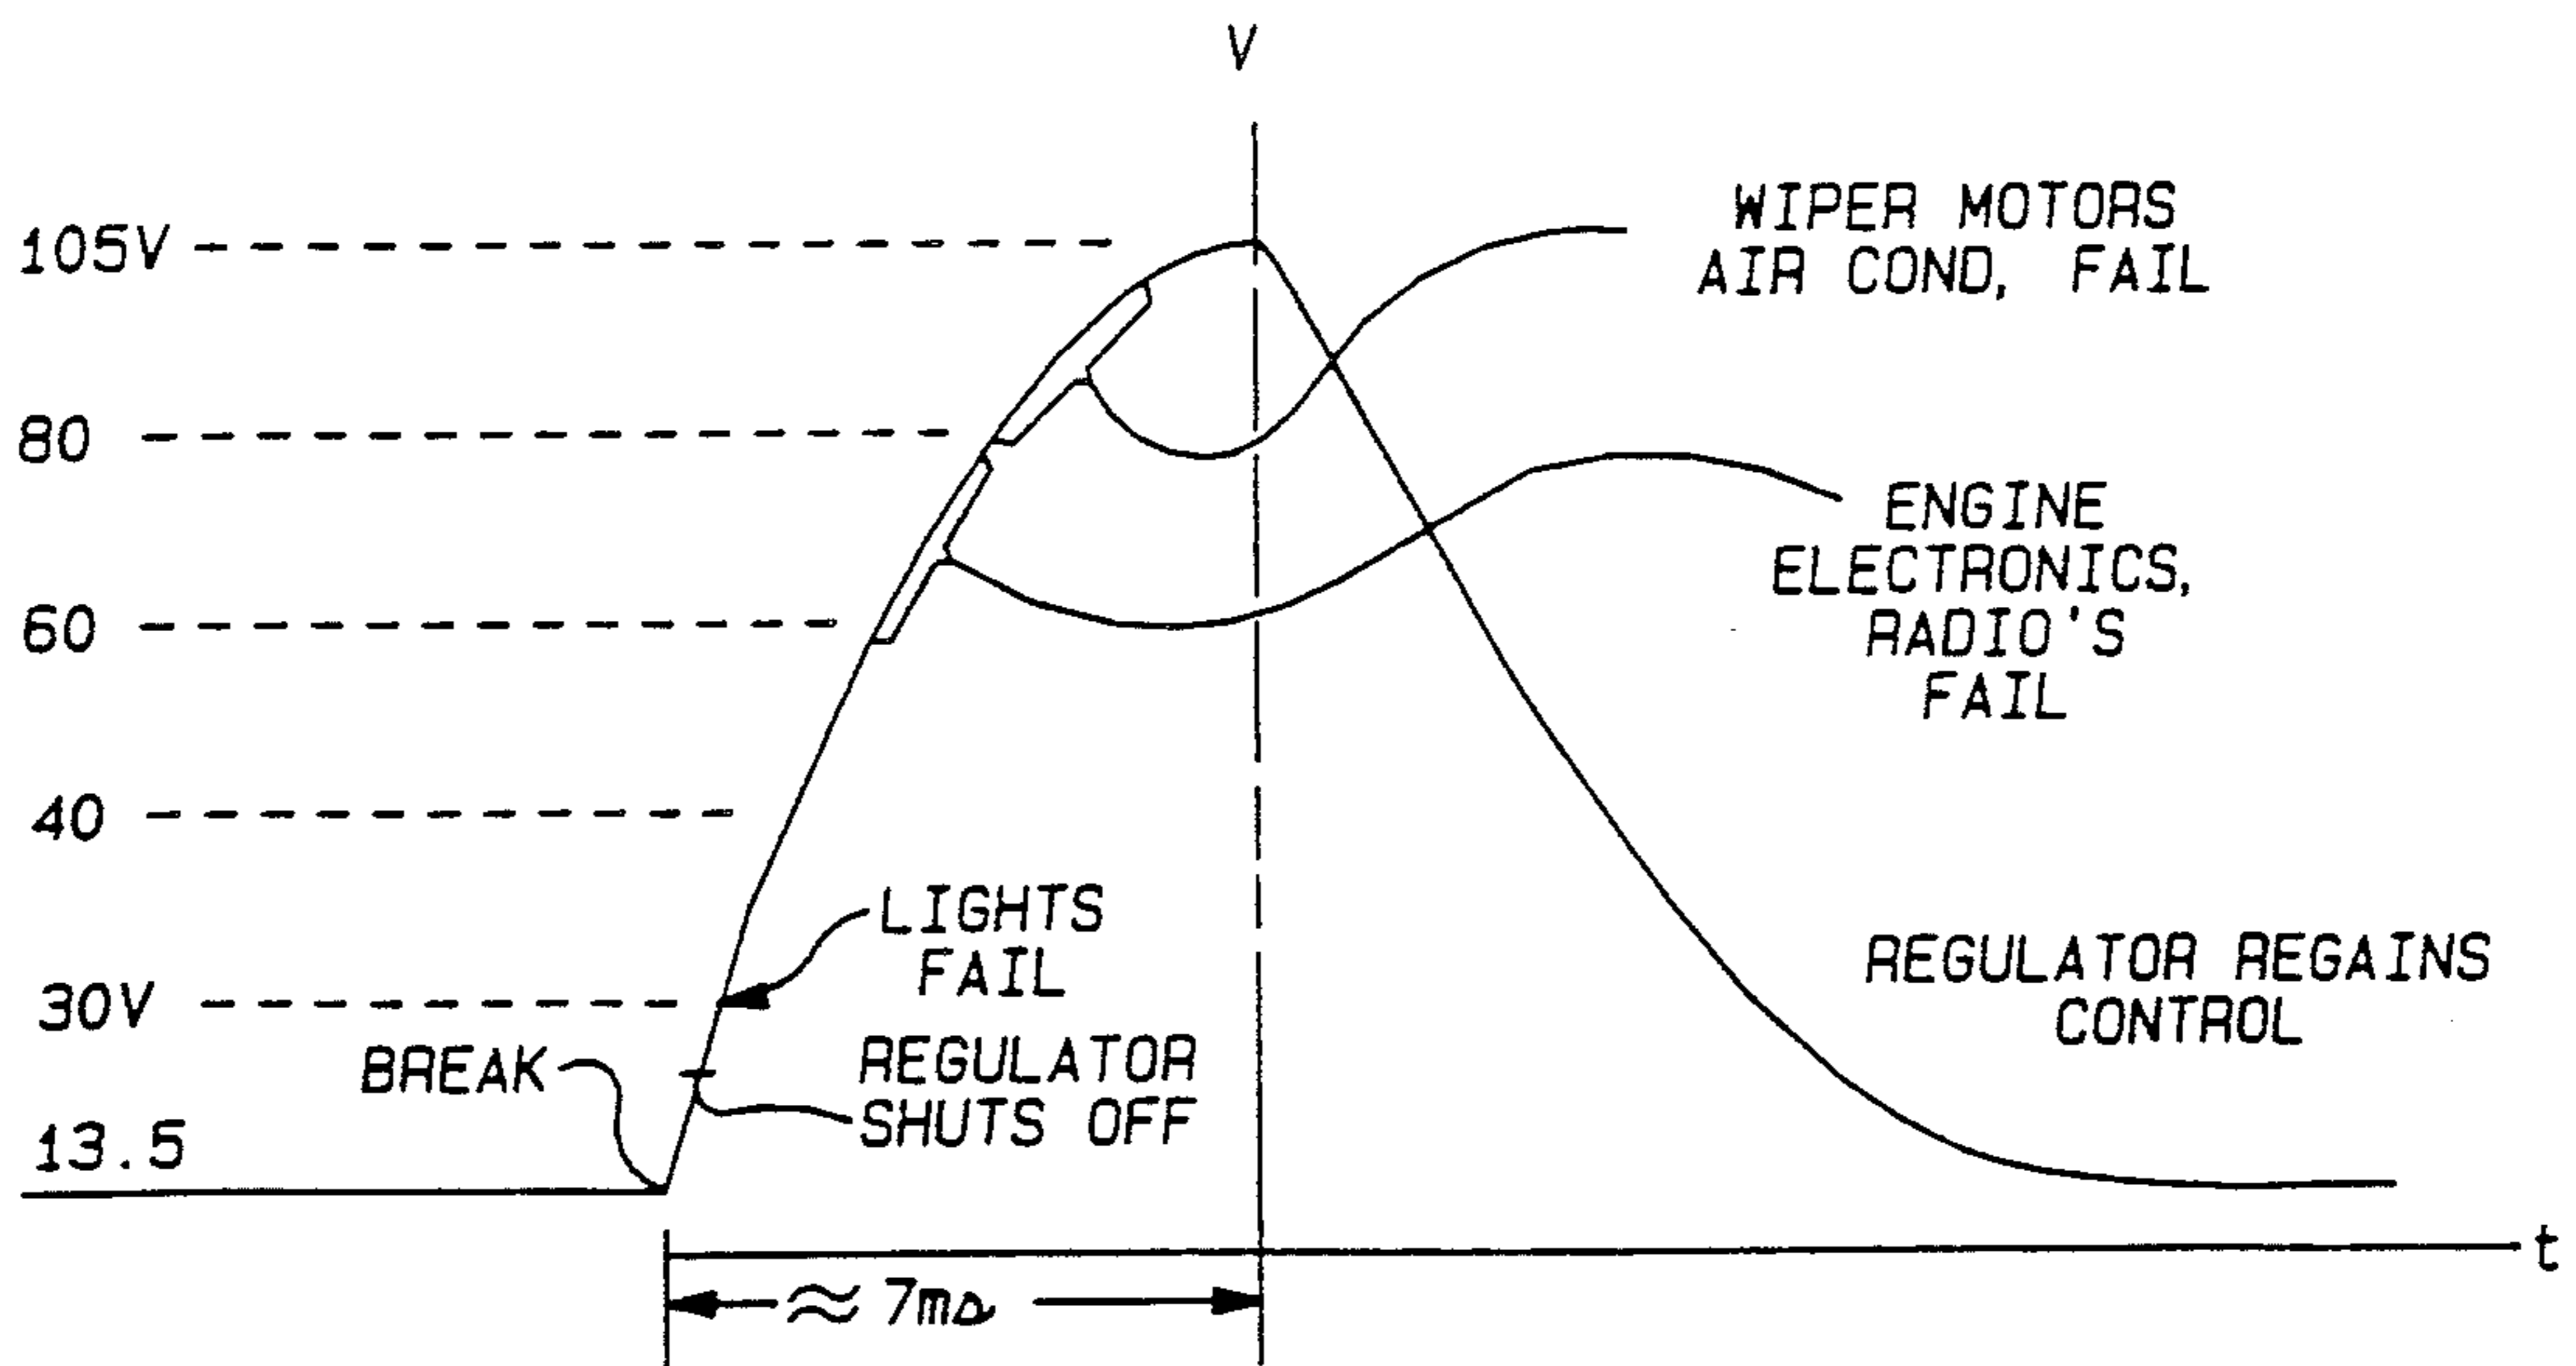 V
105V
WIPER MOTORS
AIR COND, FAIL
80
ENGINE
ELECTRONICS,
RADIO'S
FAIL
60
40
LIGHTS
FAIL
30V
REGULATOR REGAINS
CONTROL
BREAK
REGULATOR
SHUTS OFF
13.5
t
≈ 7ms